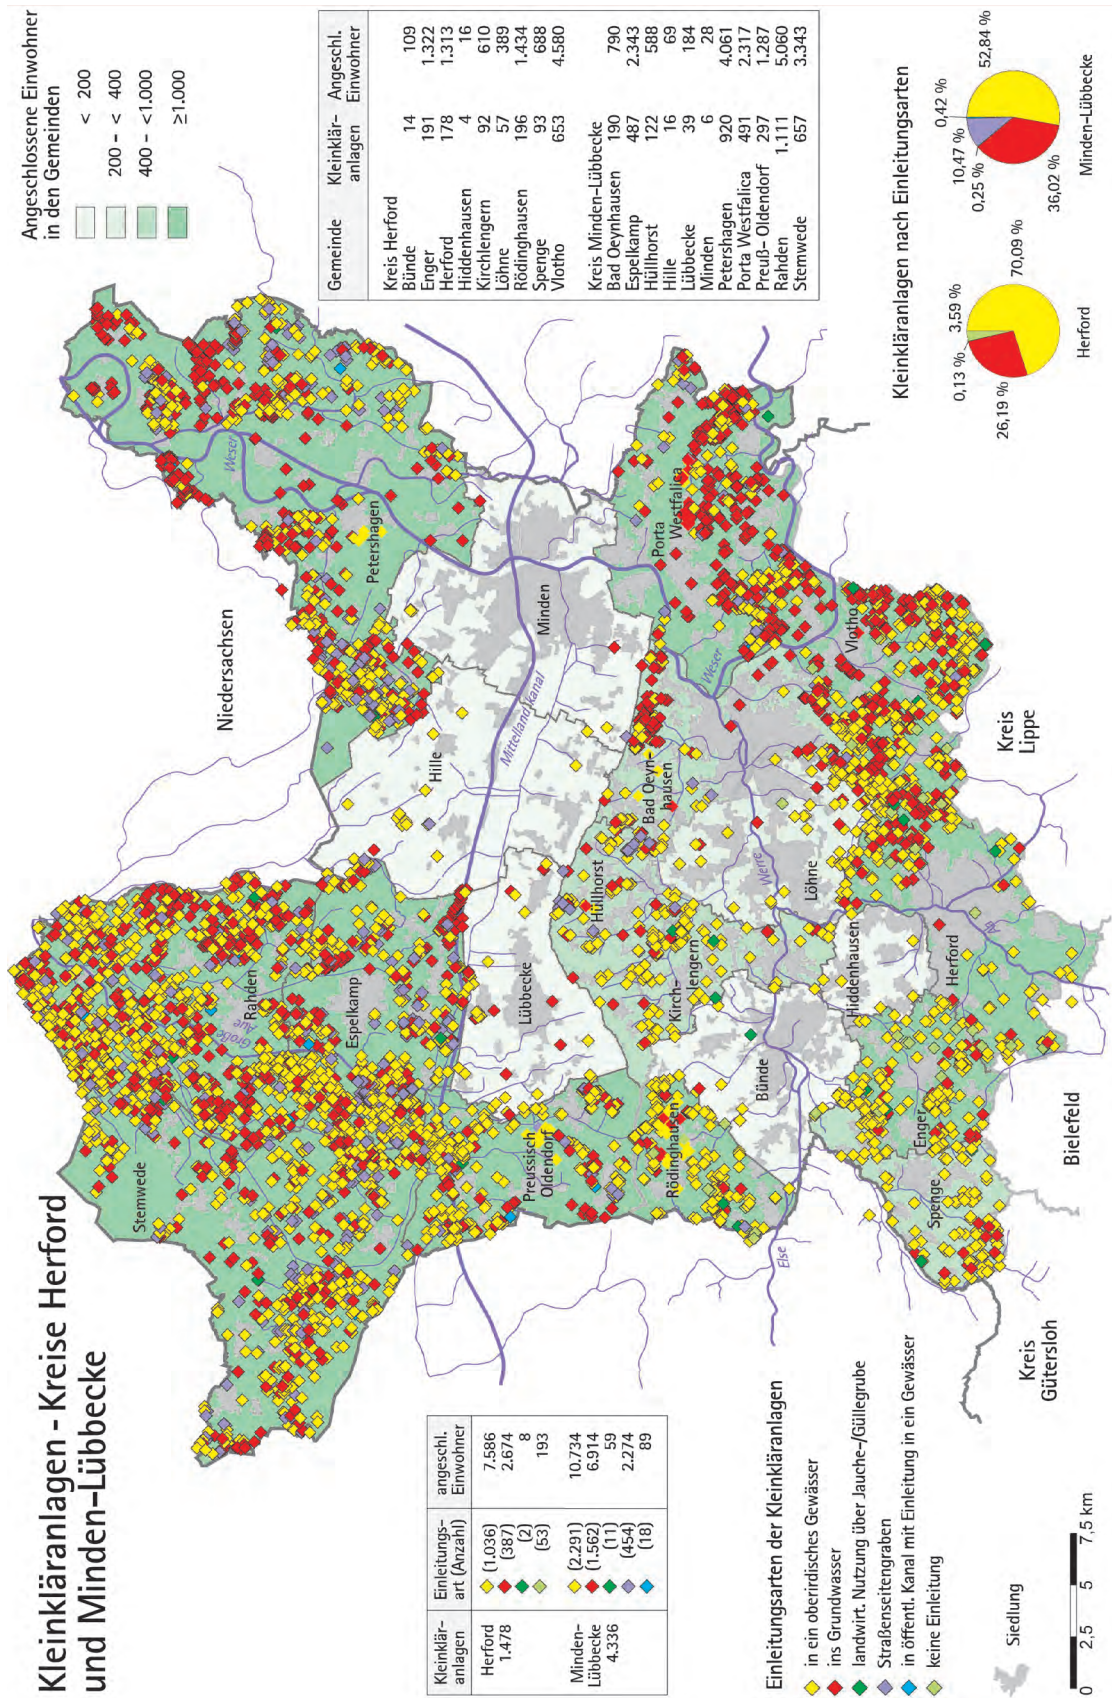 Kleinkläranlagen - Kreise Herford
und Minden-Lübbecke
Kleinklär-
anlagen
Einleitungs-
art (Anzahl)
angeschl.
Einwohner
Herford
1.478
(1.036) 7.586
(387) 2.674
(2) 8
(53) 193
Minden-
Lübbecke
4.336
(2.291) 10.734
(1.562) 6.914
(11) 59
(454) 2.274
(18) 89
Einleitungsarten der Kleinkläranlagen
in ein oberirdisches Gewässer
ins Grundwasser
landwirt. Nutzung über Jauche-/Güllegrube
Straßenseitengraben
in öffentl. Kanal mit Einleitung in ein Gewässer
keine Einleitung
Siedlung
0 2,5 5 7,5 km
Stemwede
Rahden
Große
Aue
Espelkamp
Preussisch
Oldendorf
Lübbecke
Hille
Mittellandkanal
Minden
Petershagen
Weser
Niedersachsen
Hüllhorst
Bad Oeyn-
hausen
Porta
Westfalica
Weser
Rödinghausen
Kirch-
lengern
Bünde
Werre
Löhne
Vlotho
Else
Hiddenhausen
Herford
Aa
Enger
Spenge
Kreis
Gütersloh
Bielefeld
Kreis
Lippe
Angeschlossene Einwohner
in den Gemeinden
< 200
200 - < 400
400 - <1.000
≥1.000
Gemeinde
Kleinklär-
anlagen
Angeschl.
Einwohner
Kreis Herford
Bünde 14 109
Enger 191 1.322
Herford 178 1.313
Hiddenhausen 4 16
Kirchlengern 92 610
Löhne 57 389
Rödinghausen 196 1.434
Spenge 93 688
Vlotho 653 4.580
Kreis Minden-Lübbecke
Bad Oeynhausen 190 790
Espelkamp 487 2.343
Hüllhorst 122 588
Hille 16 69
Lübbecke 39 184
Minden 6 28
Petershagen 920 4.061
Porta Westfalica 491 2.317
Preuß- Oldendorf 297 1.287
Rahden 1.111 5.060
Stemwede 657 3.343
Kleinkläranlagen nach Einleitungsarten
0,13 %
3,59 %
26,19 %
70,09 %
Herford
10,47 %
0,42 %
0,25 %
52,84 %
36,02 %
Minden-Lübbecke